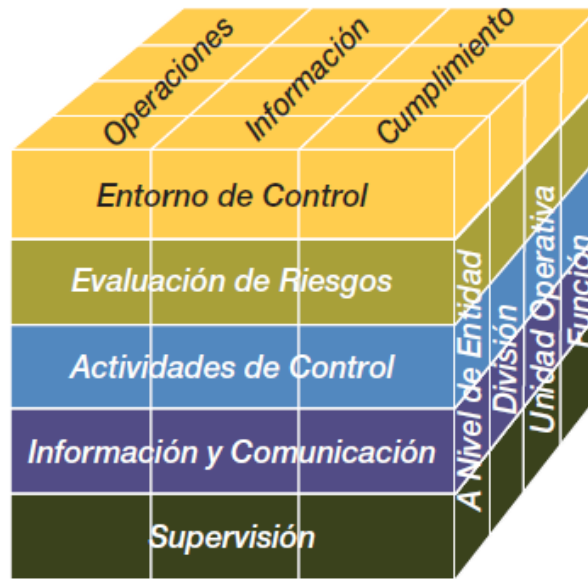 Operaciones
Información
Cumplimiento
Entorno de Control
Evaluación de Riesgos
Actividades de Control
Información y Comunicación
Supervisión
A Nivel de Entidad
División
Unidad Operativa
Función